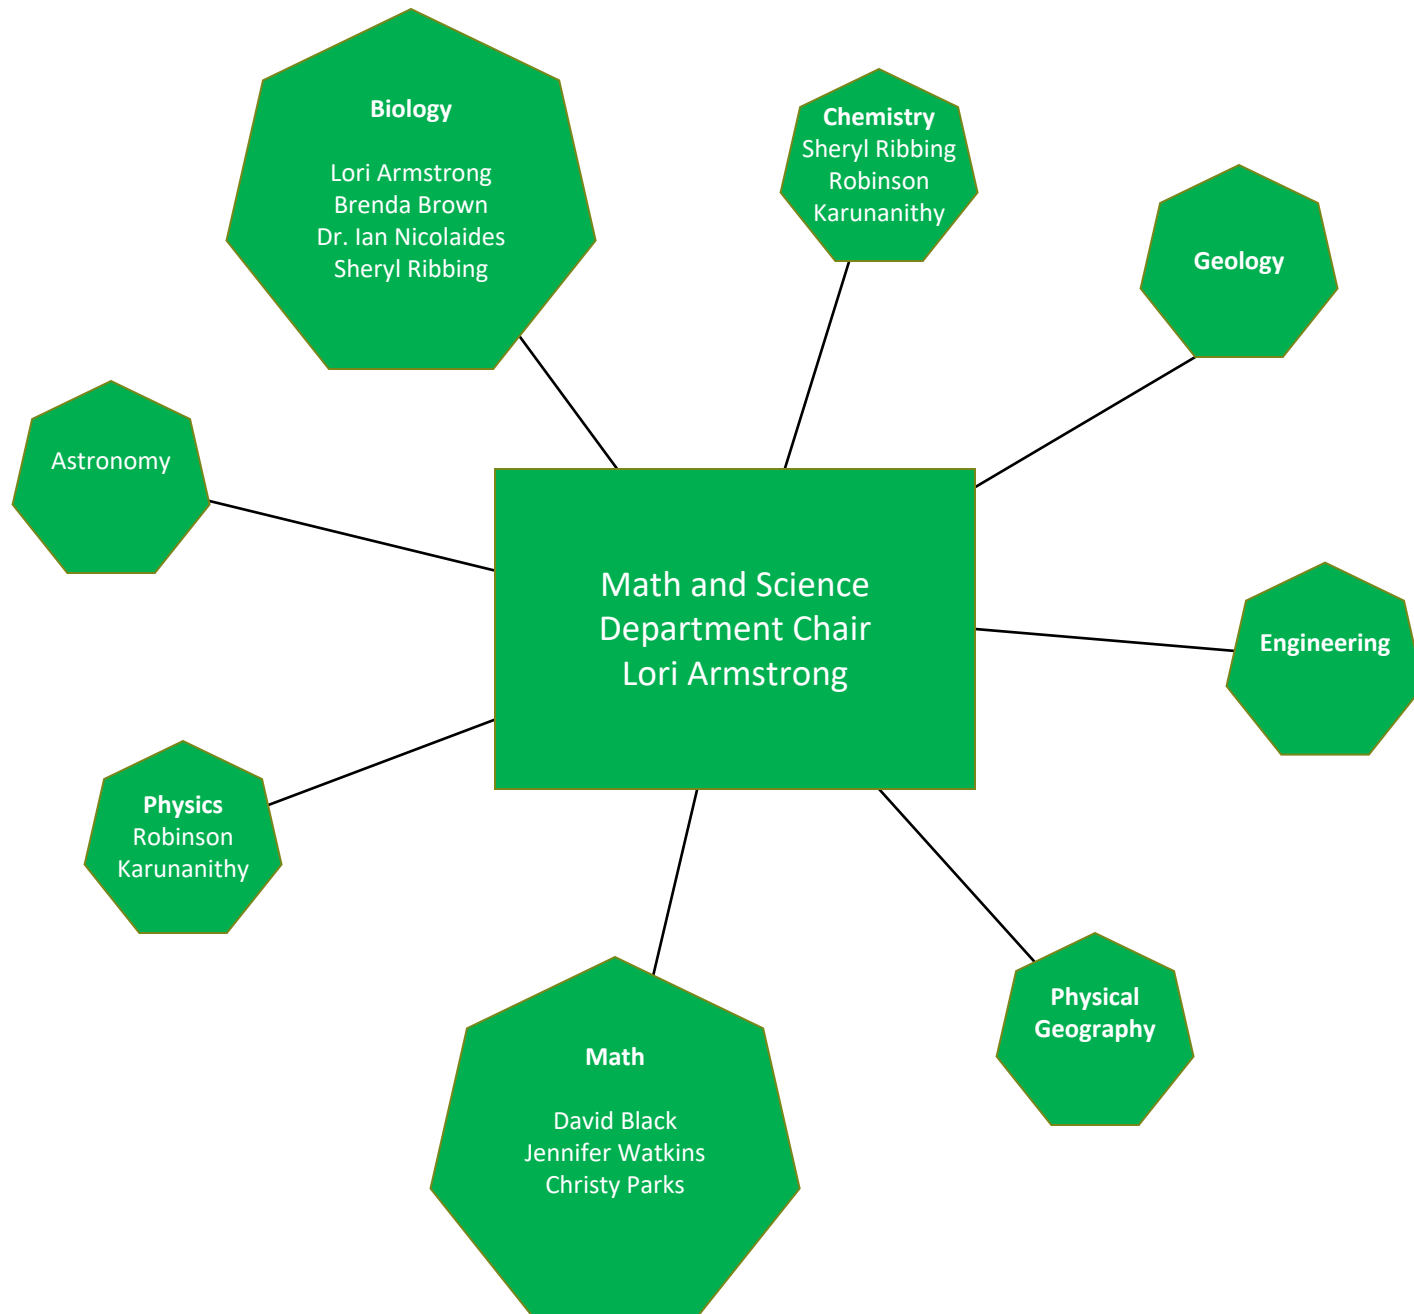 Biology
Lori Armstrong
Brenda Brown
Dr. Ian Nicolaides
Sheryl Ribbing
Chemistry
Sheryl Ribbing
Robinson
Karunanithy
Geology
Astronomy
Math and Science
Department Chair
Lori Armstrong
Engineering
Physics
Robinson
Karunanithy
Physical
Geography
Math
David Black
Jennifer Watkins
Christy Parks